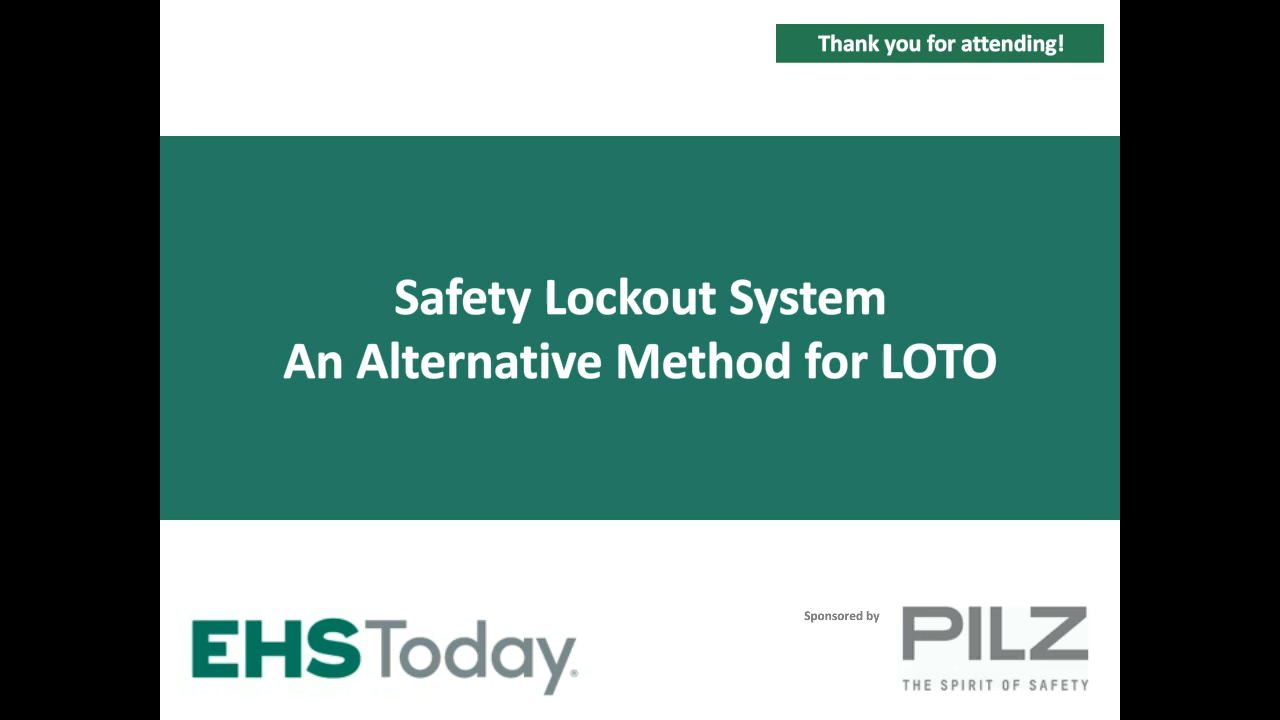 Thank you for attending!
Safety Lockout System
An Alternative Method for LOTO
EHSToday®
Sponsored by
PILZ
THE SPIRIT OF SAFETY